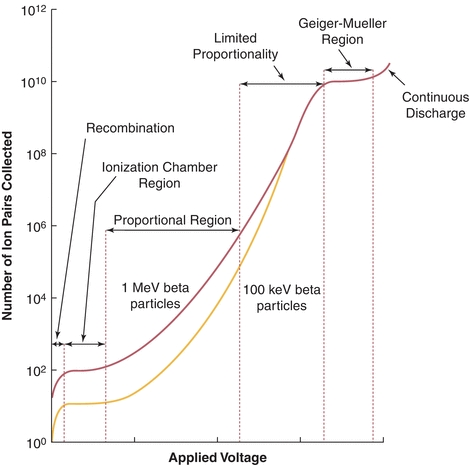 10¹²
Limited
Proportionality
Geiger-Mueller
Region
10¹⁰
Continuous
Discharge
Recombination
10⁸
Ionization Chamber
Region
Number of Ion Pairs Collected
10⁶
Proportional Region
1 MeV beta
particles
100 keV beta
particles
10⁴
10²
10⁰
Applied Voltage